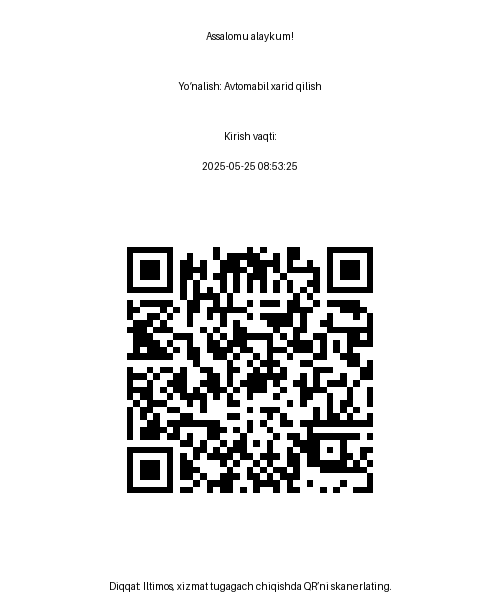 Assalomu alaykum!
Yo‘nalish: Avtomabil xarid qilish
Kirish vaqti:
2025-05-25 08:53:25
Diqqat: Iltimos, xizmat tugagach chiqishda QR’ni skanerlating.